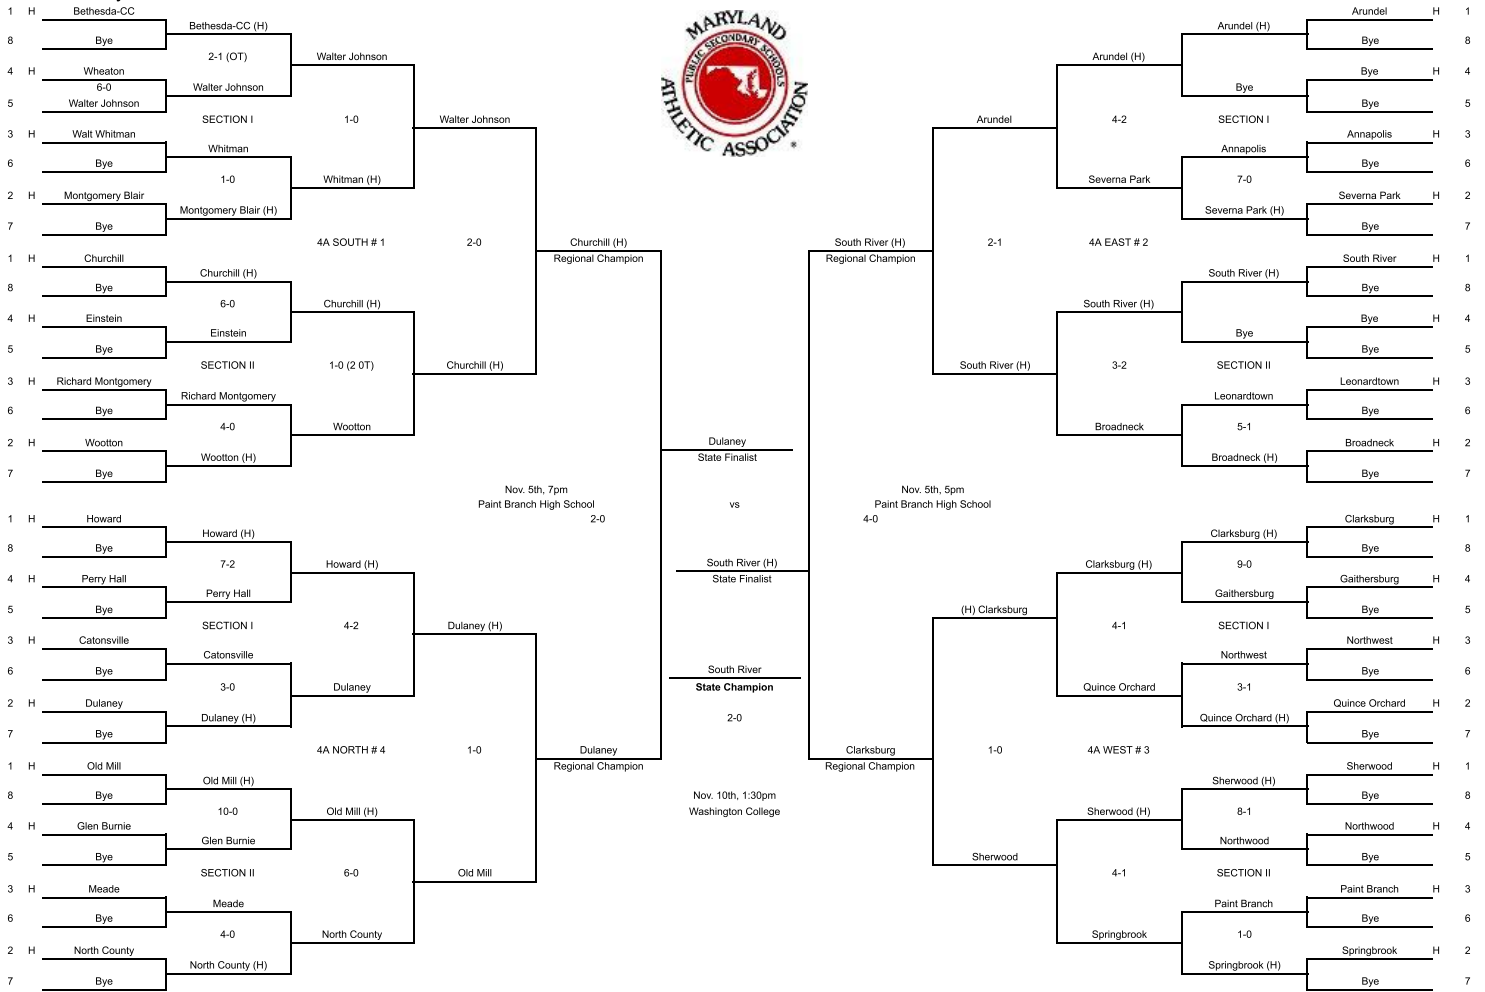 1 H Bethesda-CC
Bethesda-CC (H)
8 Bye
2-1 (OT)
Walter Johnson
4 H Wheaton
6-0
Walter Johnson
5 Walter Johnson
SECTION I
1-0
Walter Johnson
3 H Walt Whitman
Whitman
6 Bye
1-0
Whitman (H)
2 H Montgomery Blair
Montgomery Blair (H)
7 Bye
4A SOUTH # 1
2-0
Churchill (H)
Regional Champion
1 H Churchill
Churchill (H)
8 Bye
6-0
Churchill (H)
4 H Einstein
Einstein
5 Bye
SECTION II
1-0 (2 0T)
Churchill (H)
3 H Richard Montgomery
Richard Montgomery
6 Bye
4-0
Wootton
2 H Wootton
Wootton (H)
7 Bye
Nov. 5th, 7pm
Paint Branch High School
2-0
1 H Howard
Howard (H)
8 Bye
7-2
Howard (H)
4 H Perry Hall
Perry Hall
5 Bye
SECTION I
4-2
Dulaney (H)
3 H Catonsville
Catonsville
6 Bye
3-0
Dulaney
2 H Dulaney
Dulaney (H)
7 Bye
4A NORTH # 4
1-0
Dulaney
Regional Champion
1 H Old Mill
Old Mill (H)
8 Bye
10-0
Old Mill (H)
4 H Glen Burnie
Glen Burnie
5 Bye
SECTION II
6-0
Old Mill
3 H Meade
Meade
6 Bye
4-0
North County
2 H North County
North County (H)
7 Bye
MARYLAND
PUBLIC SECONDARY SCHOOLS
ATHLETIC ASSOCIATION
®
Dulaney
State Finalist
vs
South River (H)
State Finalist
South River
State Champion
2-0
Nov. 10th, 1:30pm
Washington College
Arundel H 1
Arundel (H)
Bye 8
Arundel (H)
Bye H 4
Bye
Bye 5
SECTION I
4-2
Arundel
Annapolis H 3
Annapolis
Bye 6
7-0
Severna Park
Severna Park H 2
Severna Park (H)
Bye 7
4A EAST # 2
2-1
South River (H)
Regional Champion
South River H 1
South River (H)
Bye 8
South River (H)
Bye H 4
Bye
Bye 5
SECTION II
3-2
South River (H)
Leonardtown H 3
Leonardtown
Bye 6
5-1
Broadneck
Broadneck H 2
Broadneck (H)
Bye 7
Nov. 5th, 5pm
Paint Branch High School
4-0
Clarksburg H 1
Clarksburg (H)
Bye 8
9-0
Clarksburg (H)
Gaithersburg H 4
Gaithersburg
Bye 5
SECTION I
4-1
(H) Clarksburg
Northwest H 3
Northwest
Bye 6
3-1
Quince Orchard
Quince Orchard H 2
Quince Orchard (H)
Bye 7
4A WEST # 3
1-0
Clarksburg
Regional Champion
Sherwood H 1
Sherwood (H)
Bye 8
8-1
Sherwood (H)
Northwood H 4
Northwood
Bye 5
SECTION II
4-1
Sherwood
Paint Branch H 3
Paint Branch
Bye 6
1-0
Springbrook
Springbrook H 2
Springbrook (H)
Bye 7